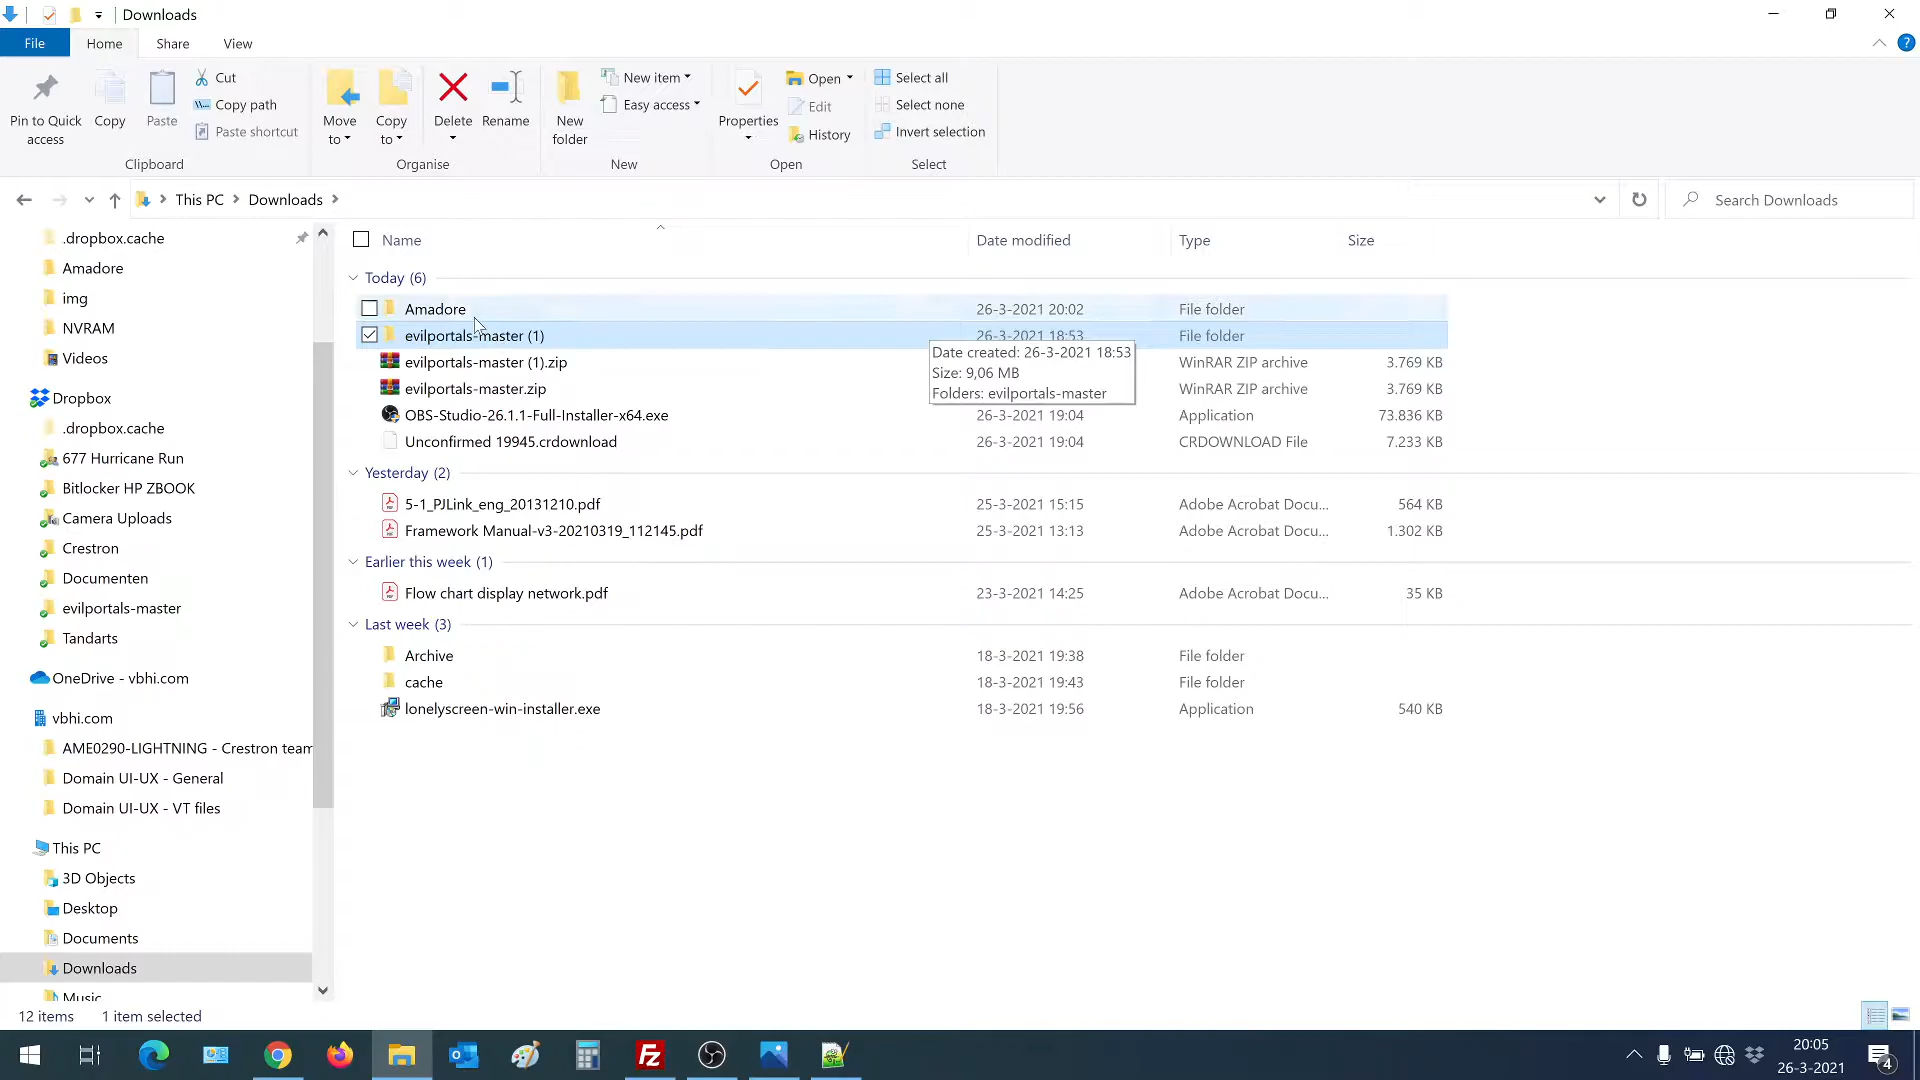 Downloads
File Home Share View
Pin to Quick access
Copy
Paste
Cut
Copy path
Paste shortcut
Move to
Copy to
Delete
Rename
New folder
New item
Easy access
Properties
Open
Edit
History
Select all
Select none
Invert selection
Clipboard Organise New Open Select
This PC Downloads
Search Downloads
.dropbox.cache
Amadore
img
NVRAM
Videos
Dropbox
.dropbox.cache
677 Hurricane Run
Bitlocker HP ZBOOK
Camera Uploads
Crestron
Documenten
evilportals-master
Tandarts
OneDrive - vbhi.com
vbhi.com
AME0290-LIGHTNING - Crestron team
Domain UI-UX - General
Domain UI-UX - VT files
This PC
3D Objects
Desktop
Documents
Downloads
Music
Name Date modified Type Size
Today (6)
Amadore 26-3-2021 20:02 File folder
evilportals-master (1) 26-3-2021 18:53 File folder
evilportals-master (1).zip WinRAR ZIP archive 3.769 KB
evilportals-master.zip WinRAR ZIP archive 3.769 KB
Date created: 26-3-2021 18:53
Size: 9,06 MB
Folders: evilportals-master
OBS-Studio-26.1.1-Full-Installer-x64.exe 26-3-2021 19:04 Application 73.836 KB
Unconfirmed 19945.crdownload 26-3-2021 19:04 CRDOWNLOAD File 7.233 KB
Yesterday (2)
5-1_PJLink_eng_20131210.pdf 25-3-2021 15:15 Adobe Acrobat Docu... 564 KB
Framework Manual-v3-20210319_112145.pdf 25-3-2021 13:13 Adobe Acrobat Docu... 1.302 KB
Earlier this week (1)
Flow chart display network.pdf 23-3-2021 14:25 Adobe Acrobat Docu... 35 KB
Last week (3)
Archive 18-3-2021 19:38 File folder
cache 18-3-2021 19:43 File folder
lonelyscreen-win-installer.exe 18-3-2021 19:56 Application 540 KB
12 items 1 item selected
20:05
26-3-2021
4